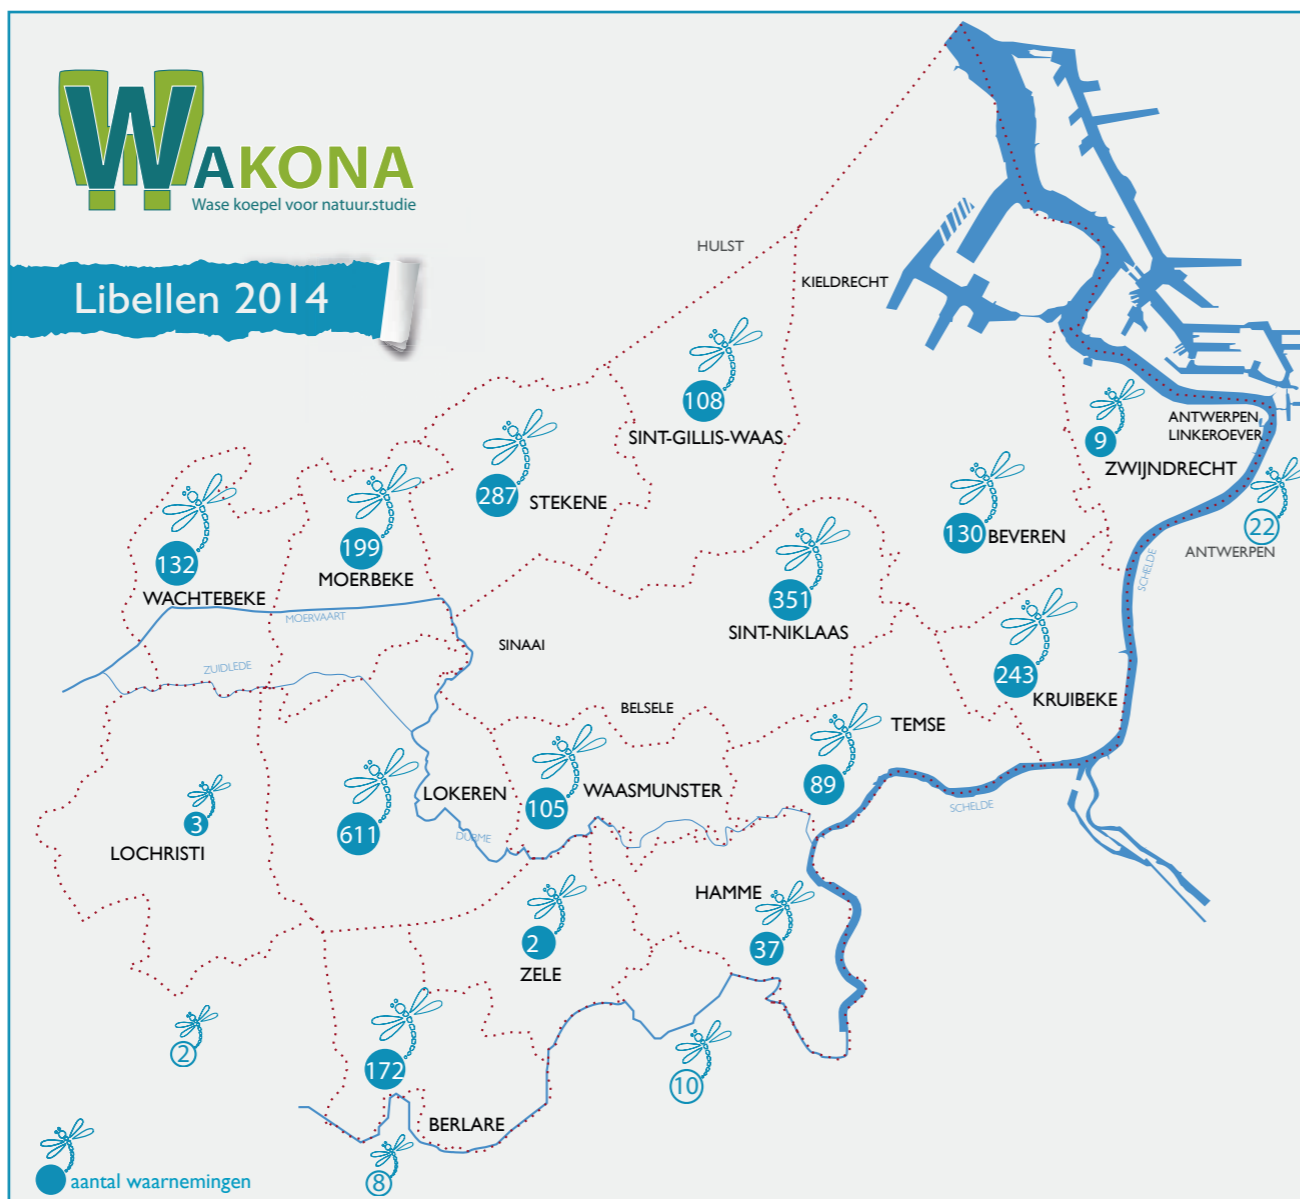 WAKONA
Wase koepel voor natuur.studie
Libellen 2014
HULST
KIELDRECHT
108
SINT-GILLIS-WAAS
9
ANTWERPEN
LINKEROEVER
ZWIJNDRECHT
287
STEKENE
130 BEVEREN
22
ANTWERPEN
132
WACHTEBEKE
199
MOERBEKE
351
SINT-NIKLAAS
SCHELDE
MOERVAART
SINAAI
ZUIDLEDE
243
KRUIBEKE
BELSELE
TEMSE
89
SCHELDE
3
LOCHRISTI
611
LOKEREN
DURME
105
WAASMUNSTER
HAMME
37
2
ZELE
2
172
BERLARE
10
8
aantal waarnemingen